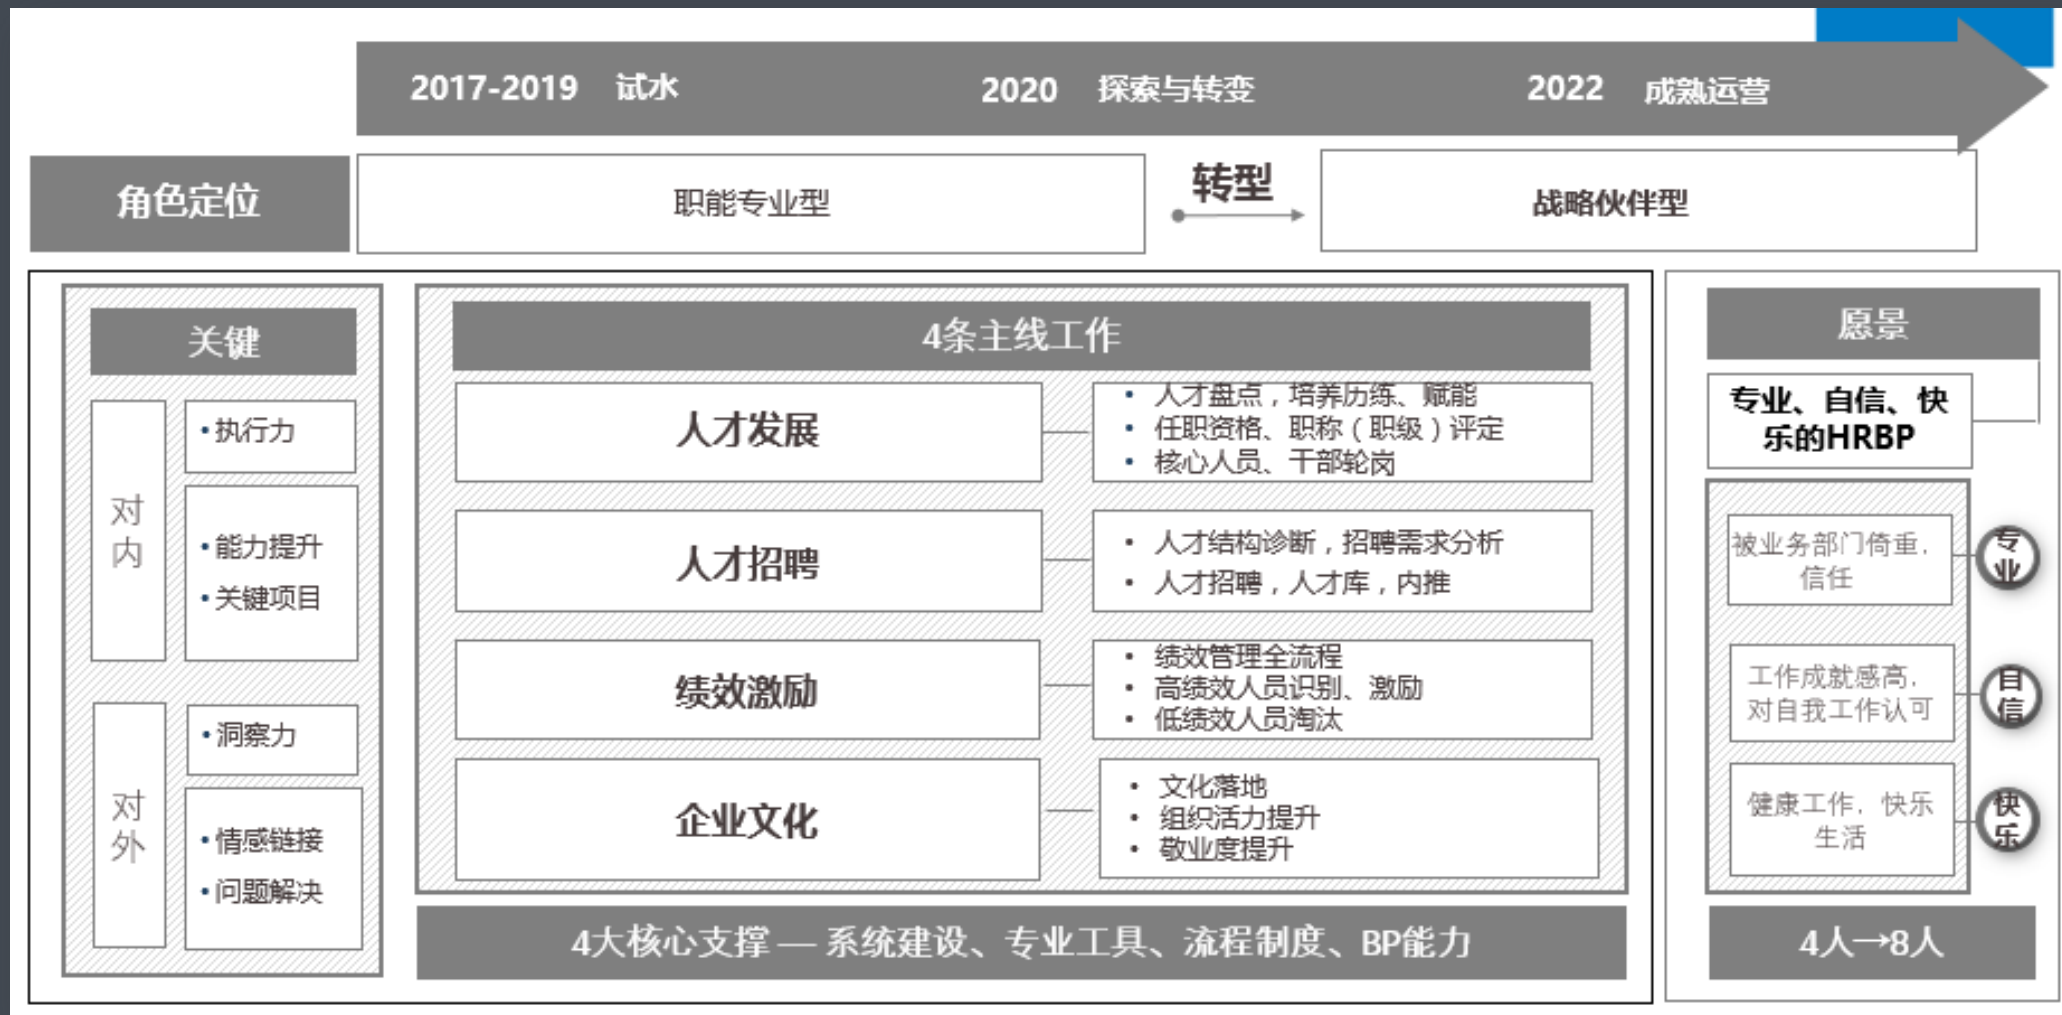 2017-2019 试水
2020 探索与转变
2022 成熟运营
角色定位
职能专业型
转型
战略伙伴型
关键
对
内
•执行力
•能力提升
•关键项目
对
外
•洞察力
•情感链接
•问题解决
4条主线工作
人才发展
• 人才盘点，培养历练、赋能
• 任职资格、职称（职级）评定
• 核心人员、干部轮岗
人才招聘
• 人才结构诊断，招聘需求分析
• 人才招聘，人才库，内推
绩效激励
• 绩效管理全流程
• 高绩效人员识别、激励
• 低绩效人员淘汰
企业文化
• 文化落地
• 组织活力提升
• 敬业度提升
4大核心支撑 — 系统建设、专业工具、流程制度、BP能力
愿景
专业、自信、快
乐的HRBP
被业务部门倚重，
信任
专
业
工作成就感高，
对自我工作认可
自
信
健康工作，快乐
生活
快
乐
4人→8人